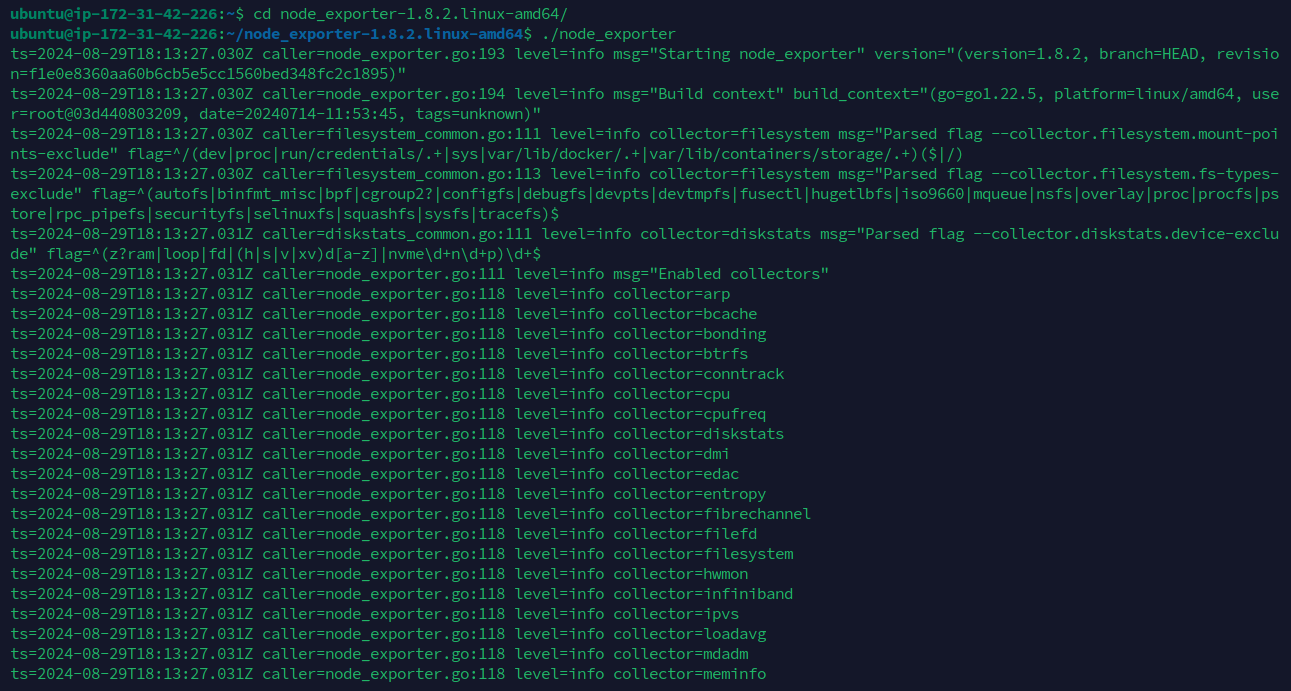 ubuntu@ip-172-31-42-226:~$ cd node_exporter-1.8.2.linux-amd64/
ubuntu@ip-172-31-42-226:~/node_exporter-1.8.2.linux-amd64$ ./node_exporter
ts=2024-08-29T18:13:27.030Z caller=node_exporter.go:193 level=info msg="Starting node_exporter" version="(version=1.8.2, branch=HEAD, revisio
n=f1e0e8360aa60b6cb5e5cc1560bed348fc2c1895)"
ts=2024-08-29T18:13:27.030Z caller=node_exporter.go:194 level=info msg="Build context" build_context="(go=go1.22.5, platform=linux/amd64, use
r=root@03d440803209, date=20240714-11:53:45, tags=unknown)"
ts=2024-08-29T18:13:27.030Z caller=filesystem_common.go:111 level=info collector=filesystem msg="Parsed flag --collector.filesystem.mount-poi
nts-exclude" flag=^/(dev|proc|run/credentials/.+|sys|var/lib/docker/.+|var/lib/containers/storage/.+)($|/)
ts=2024-08-29T18:13:27.030Z caller=filesystem_common.go:113 level=info collector=filesystem msg="Parsed flag --collector.filesystem.fs-types-
exclude" flag=^(autofs|binfmt_misc|bpf|cgroup2?|configfs|debugfs|devpts|devtmpfs|fusectl|hugetlbfs|iso9660|mqueue|nsfs|overlay|proc|procfs|ps
tore|rpc_pipefs|securityfs|selinuxfs|squashfs|sysfs|tracefs)$
ts=2024-08-29T18:13:27.031Z caller=diskstats_common.go:111 level=info collector=diskstats msg="Parsed flag --collector.diskstats.device-exclu
de" flag=^(z?ram|loop|fd|(h|s|v|xv)d[a-z]|nvme\d+n\d+p)\d+$
ts=2024-08-29T18:13:27.031Z caller=node_exporter.go:111 level=info msg="Enabled collectors"
ts=2024-08-29T18:13:27.031Z caller=node_exporter.go:118 level=info collector=arp
ts=2024-08-29T18:13:27.031Z caller=node_exporter.go:118 level=info collector=bcache
ts=2024-08-29T18:13:27.031Z caller=node_exporter.go:118 level=info collector=bonding
ts=2024-08-29T18:13:27.031Z caller=node_exporter.go:118 level=info collector=btrfs
ts=2024-08-29T18:13:27.031Z caller=node_exporter.go:118 level=info collector=conntrack
ts=2024-08-29T18:13:27.031Z caller=node_exporter.go:118 level=info collector=cpu
ts=2024-08-29T18:13:27.031Z caller=node_exporter.go:118 level=info collector=cpufreq
ts=2024-08-29T18:13:27.031Z caller=node_exporter.go:118 level=info collector=diskstats
ts=2024-08-29T18:13:27.031Z caller=node_exporter.go:118 level=info collector=dmi
ts=2024-08-29T18:13:27.031Z caller=node_exporter.go:118 level=info collector=edac
ts=2024-08-29T18:13:27.031Z caller=node_exporter.go:118 level=info collector=entropy
ts=2024-08-29T18:13:27.031Z caller=node_exporter.go:118 level=info collector=fibrechannel
ts=2024-08-29T18:13:27.031Z caller=node_exporter.go:118 level=info collector=filefd
ts=2024-08-29T18:13:27.031Z caller=node_exporter.go:118 level=info collector=filesystem
ts=2024-08-29T18:13:27.031Z caller=node_exporter.go:118 level=info collector=hwmon
ts=2024-08-29T18:13:27.031Z caller=node_exporter.go:118 level=info collector=infiniband
ts=2024-08-29T18:13:27.031Z caller=node_exporter.go:118 level=info collector=ipvs
ts=2024-08-29T18:13:27.031Z caller=node_exporter.go:118 level=info collector=loadavg
ts=2024-08-29T18:13:27.031Z caller=node_exporter.go:118 level=info collector=mdadm
ts=2024-08-29T18:13:27.031Z caller=node_exporter.go:118 level=info collector=meminfo